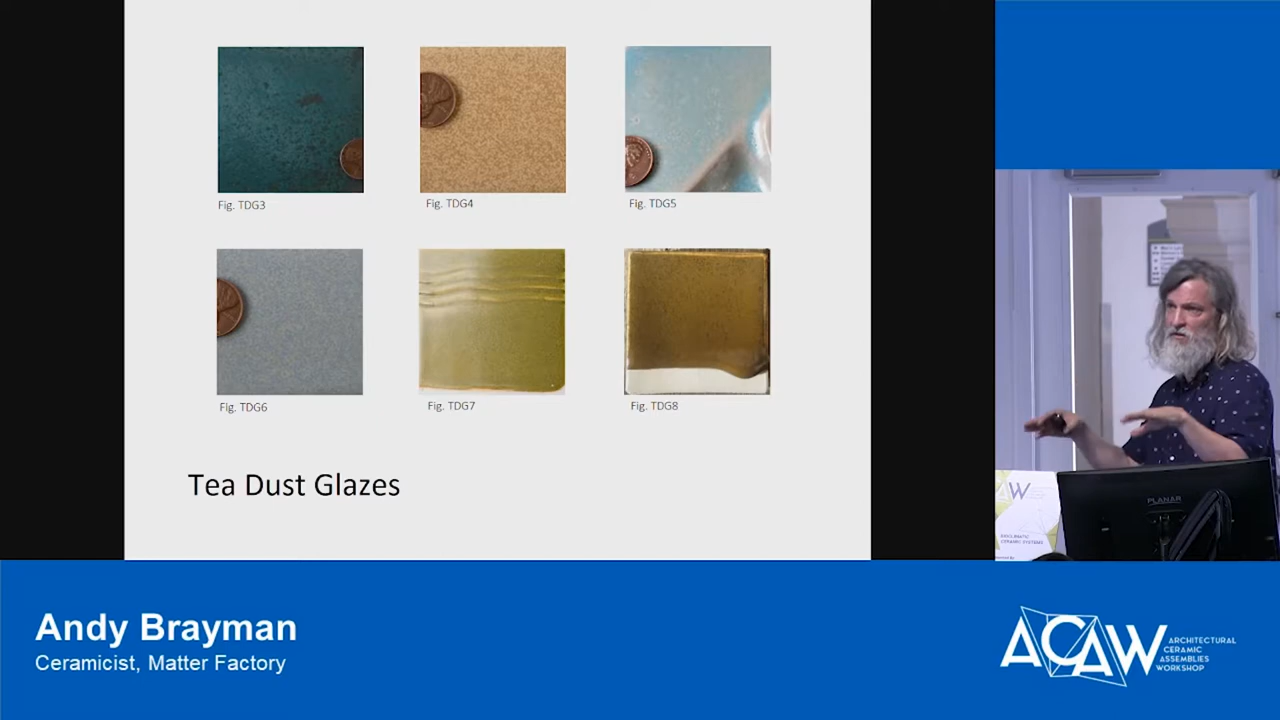 Fig. TDG3
Fig. TDG4
Fig. TDG5
Fig. TDG6
Fig. TDG7
Fig. TDG8
Tea Dust Glazes
PLANAR
Andy Brayman
Ceramicist, Matter Factory
ACAW
ARCHITECTURAL
CERAMIC
ASSEMBLIES
WORKSHOP